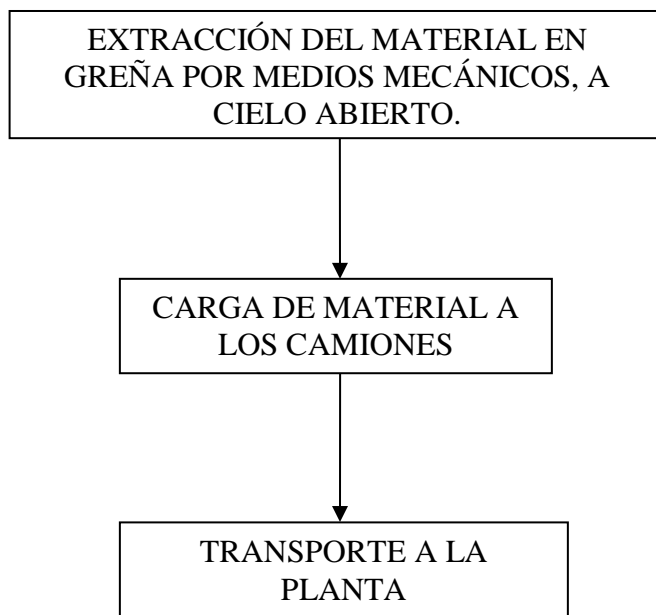 EXTRACCIÓN DEL MATERIAL EN
GREÑA POR MEDIOS MECÁNICOS, A
CIELO ABIERTO.
CARGA DE MATERIAL A
LOS CAMIONES
TRANSPORTE A LA
PLANTA